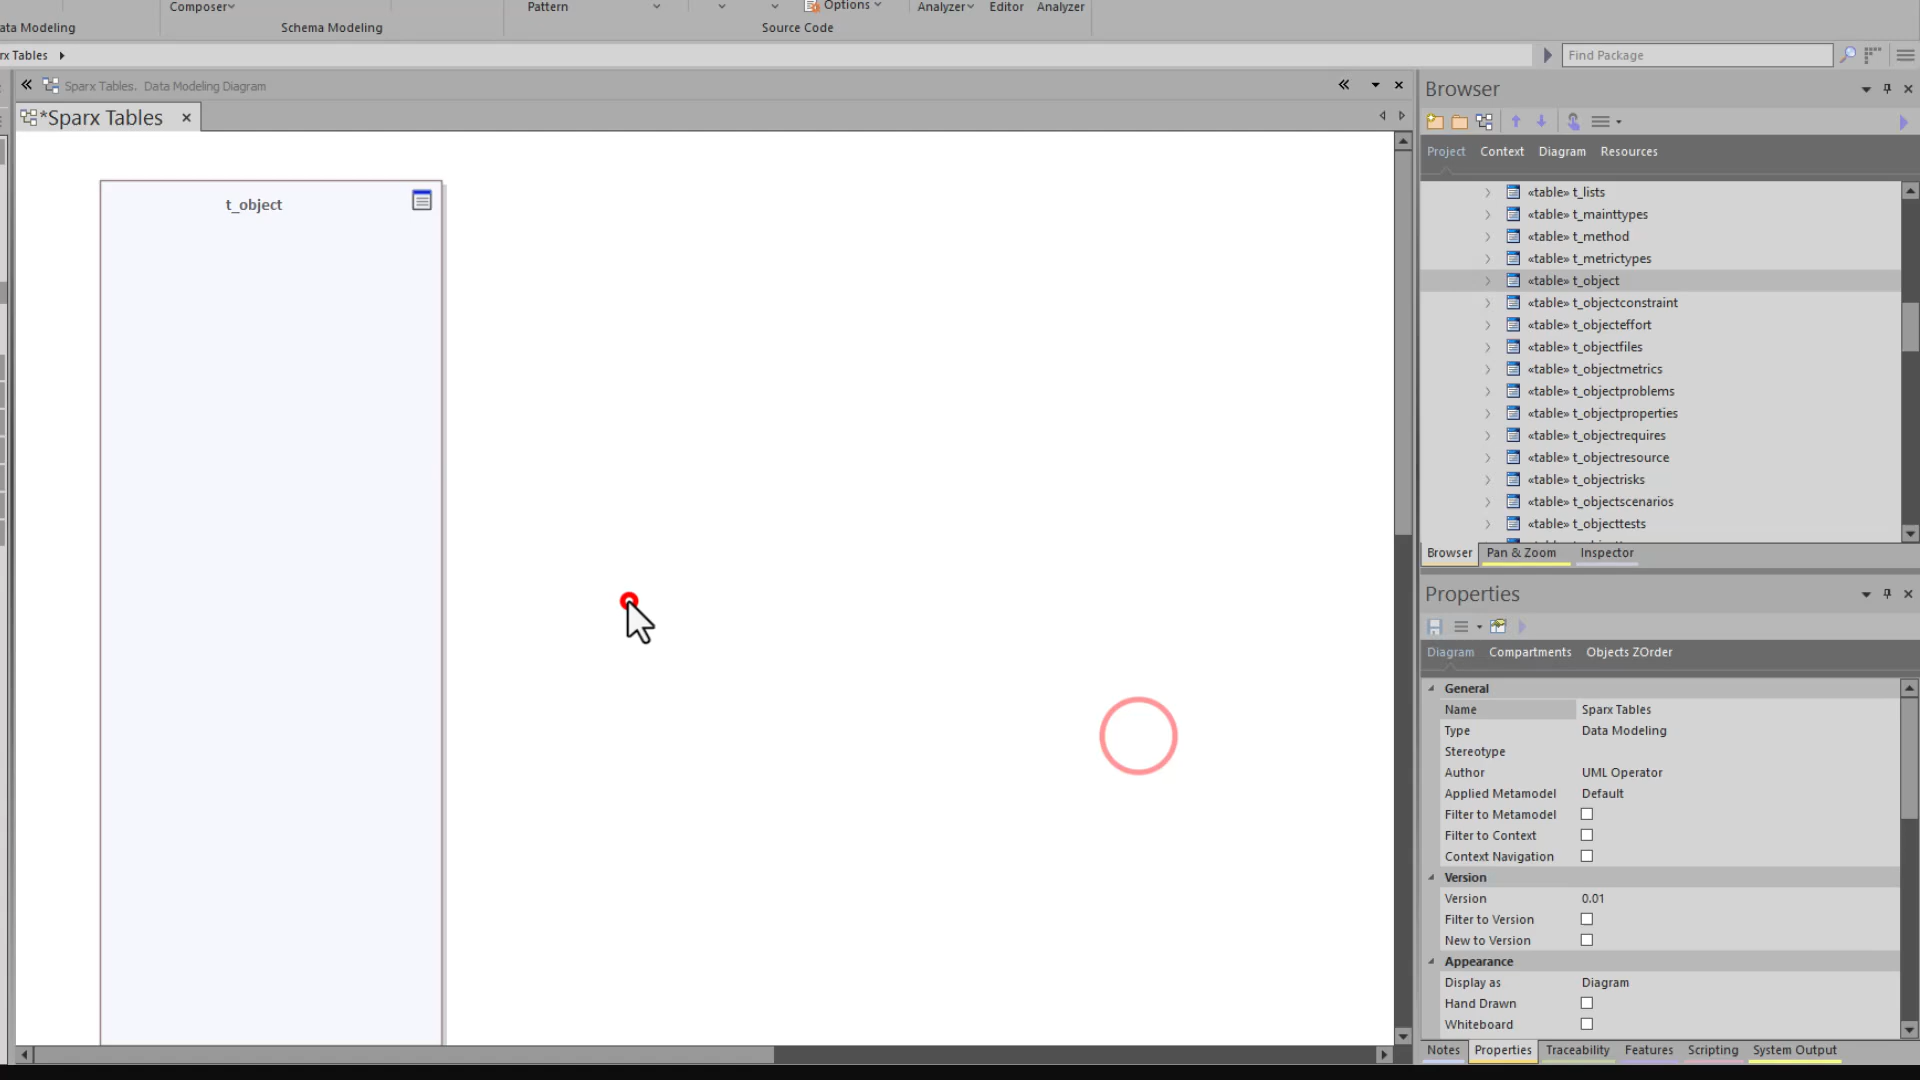 Composer
Pattern
Options
Analyzer
Editor
Analyzer
ata Modeling
Schema Modeling
Source Code
rx Tables
Find Package
Sparx Tables. Data Modeling Diagram
*Sparx Tables
t_object
Browser
Project Context Diagram Resources
«table» t_lists
«table» t_mainttypes
«table» t_method
«table» t_metrictypes
«table» t_object
«table» t_objectconstraint
«table» t_objecteffort
«table» t_objectfiles
«table» t_objectmetrics
«table» t_objectproblems
«table» t_objectproperties
«table» t_objectrequires
«table» t_objectresource
«table» t_objectrisks
«table» t_objectscenarios
«table» t_objecttests
Browser Pan & Zoom Inspector
Properties
Diagram Compartments Objects ZOrder
General
Name Sparx Tables
Type Data Modeling
Stereotype
Author UML Operator
Applied Metamodel Default
Filter to Metamodel
Filter to Context
Context Navigation
Version
Version 0.01
Filter to Version
New to Version
Appearance
Display as Diagram
Hand Drawn
Whiteboard
Notes Properties Traceability Features Scripting System Output